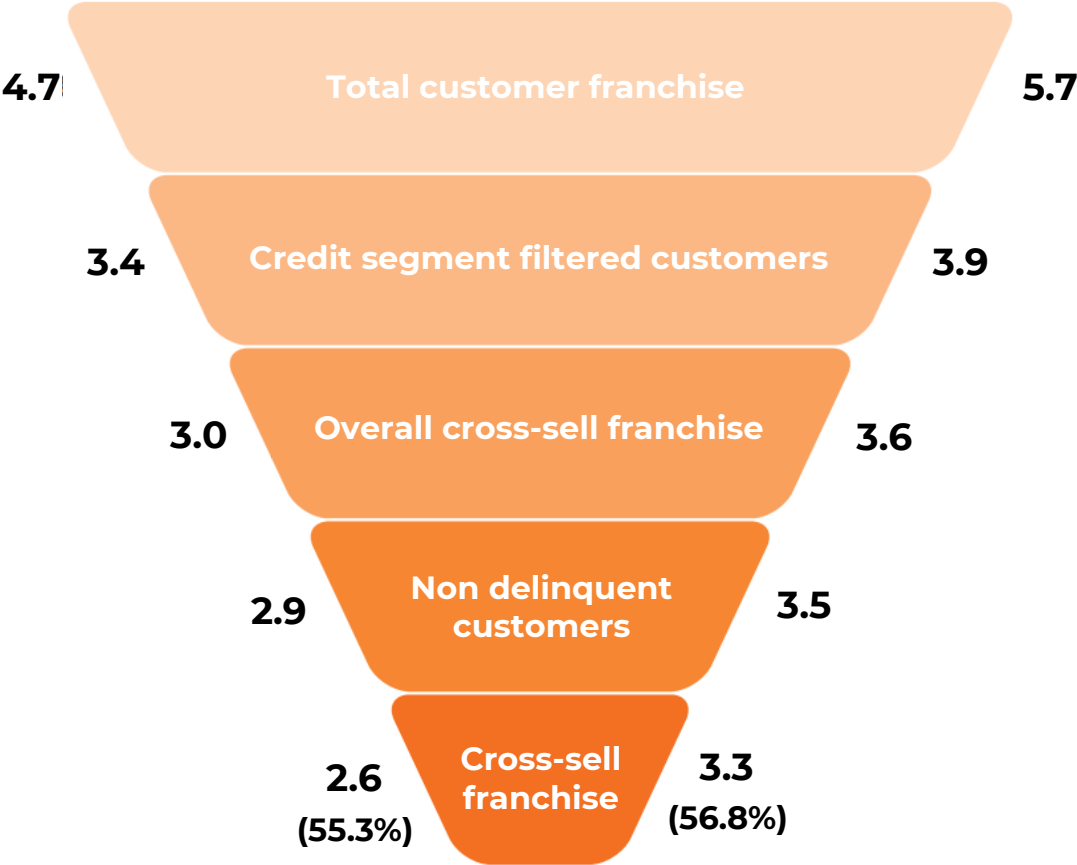 4.7 Total customer franchise 5.7
3.4 Credit segment filtered customers 3.9
3.0 Overall cross-sell franchise 3.6
2.9 Non delinquent
customers 3.5
2.6 Cross-sell 3.3
(55.3%) franchise (56.8%)